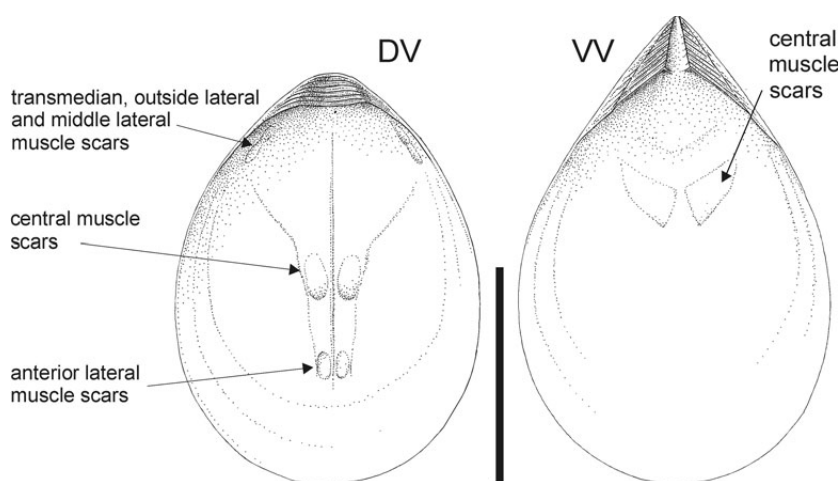 DV
VV
transmedian, outside lateral
and middle lateral
muscle scars
central muscle
scars
anterior lateral
muscle scars
central
muscle
scars